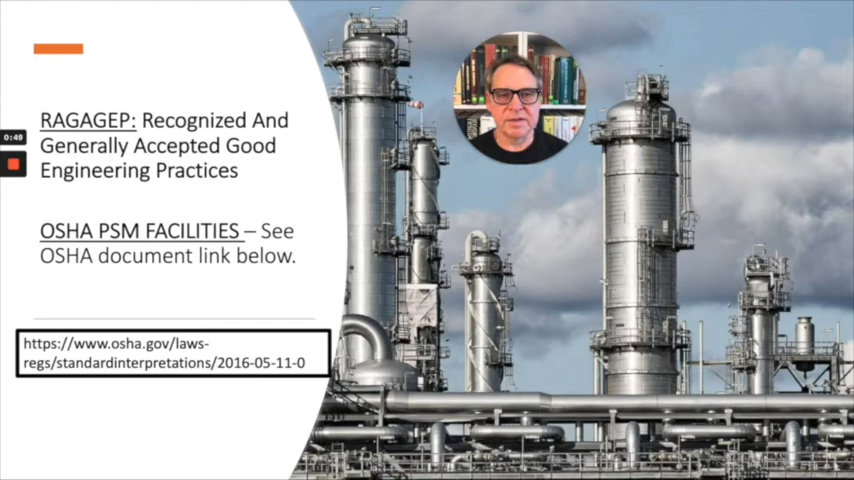 RAGAGEP: Recognized And
Generally Accepted Good
Engineering Practices
0:49
OSHA PSM FACILITIES – See
OSHA document link below.
https://www.osha.gov/laws-
regs/standardinterpretations/2016-05-11-0